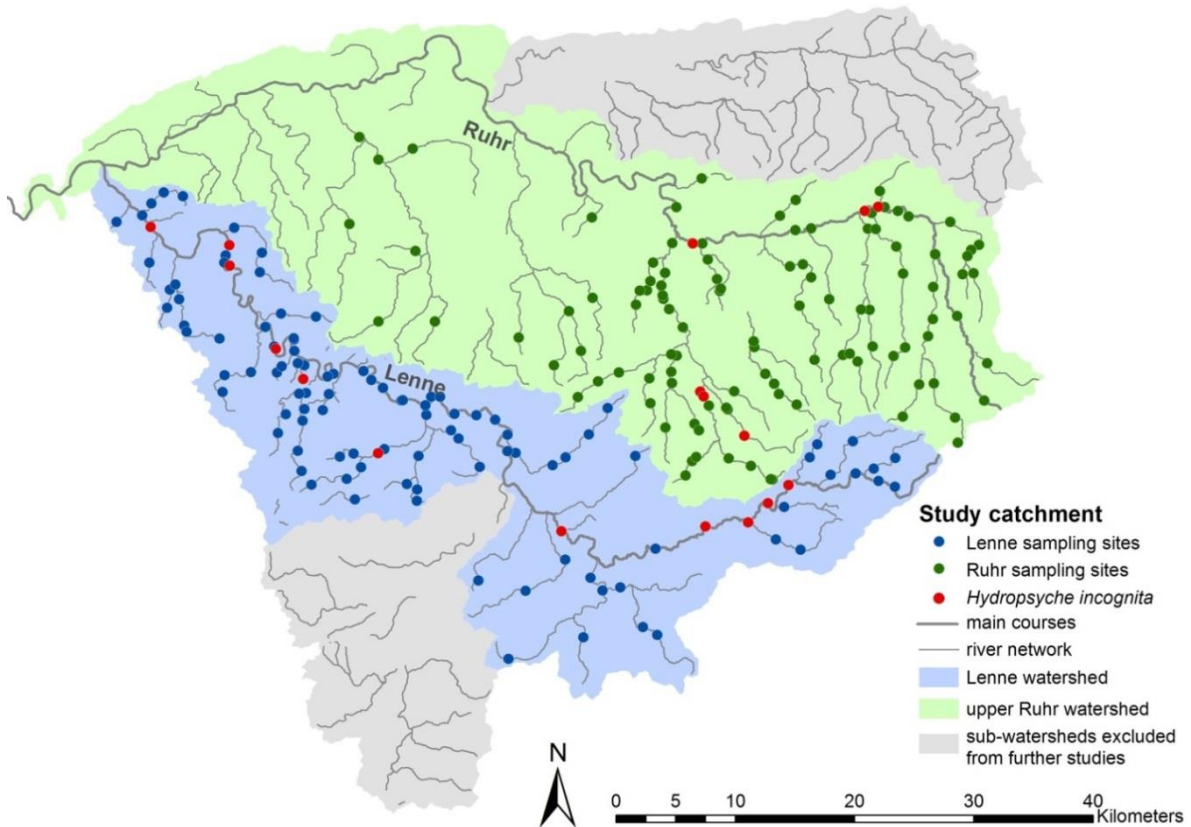 Ruhr
Lenne
Study catchment
Lenne sampling sites
Ruhr sampling sites
Hydropsyche incognita
main courses
river network
Lenne watershed
upper Ruhr watershed
sub-watersheds excluded
from further studies
N
0 5 10 20 30 40
Kilometers